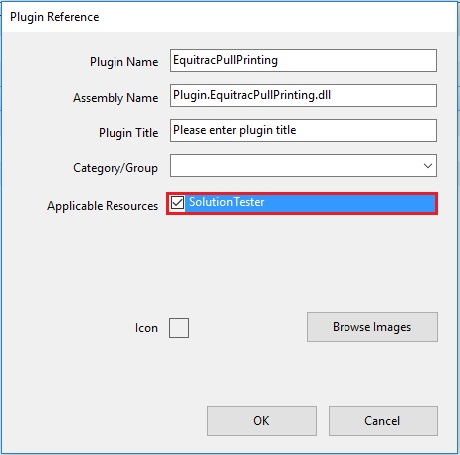 Plugin Reference
Plugin Name EquitracPullPrinting
Assembly Name Plugin.EquitracPullPrinting.dll
Plugin Title Please enter plugin title
Category/Group
Applicable Resources SolutionTester
Icon Browse Images
OK Cancel